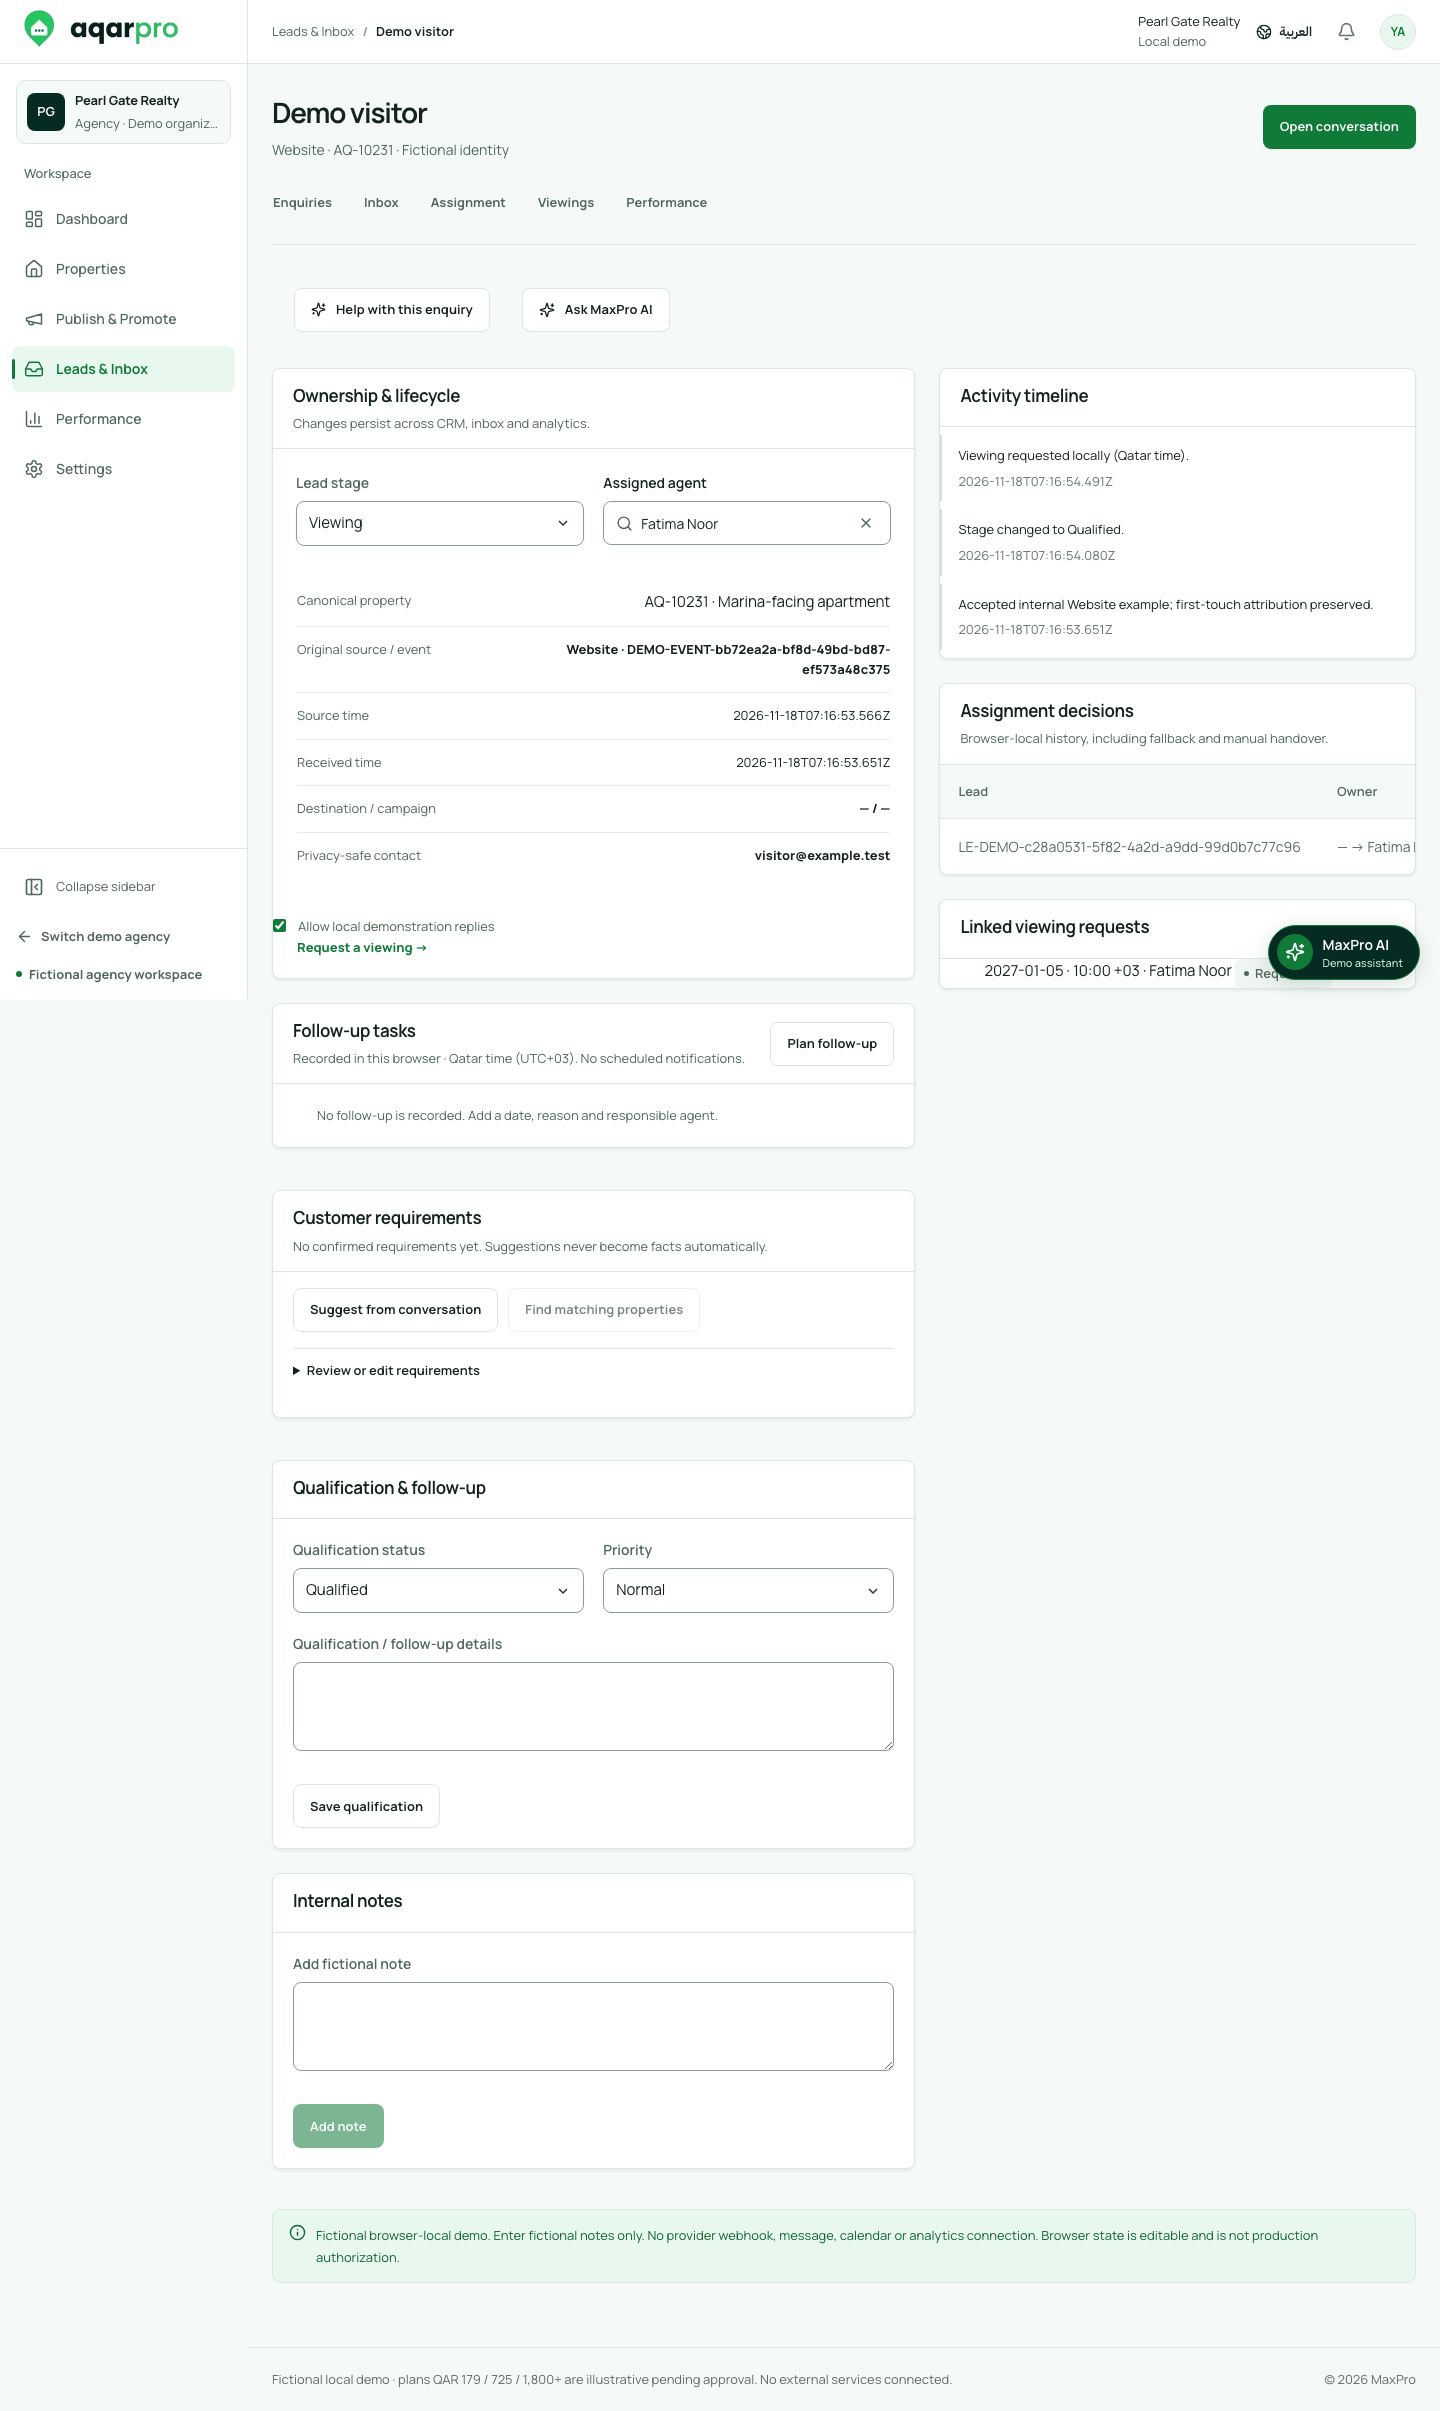 aqarpro
Leads & Inbox / Demo visitor
Pearl Gate Realty
Local demo
العربية
YA
PG
Pearl Gate Realty
Agency · Demo organiz...
Workspace
Dashboard
Properties
Publish & Promote
Leads & Inbox
Performance
Settings
Collapse sidebar
Switch demo agency
Fictional agency workspace
Demo visitor
Website · AQ-10231 · Fictional identity
Open conversation
Enquiries Inbox Assignment Viewings Performance
Help with this enquiry
Ask MaxPro AI
Ownership & lifecycle
Changes persist across CRM, inbox and analytics.
Lead stage
Viewing
Assigned agent
Fatima Noor
Canonical property AQ-10231 · Marina-facing apartment
Original source / event Website · DEMO-EVENT-bb72ea2a-bf8d-49bd-bd87-
ef573a48c375
Source time 2026-11-18T07:16:53.566Z
Received time 2026-11-18T07:16:53.651Z
Destination / campaign — / —
Privacy-safe contact visitor@example.test
Allow local demonstration replies
Request a viewing →
Activity timeline
Viewing requested locally (Qatar time).
2026-11-18T07:16:54.491Z
Stage changed to Qualified.
2026-11-18T07:16:54.080Z
Accepted internal Website example; first-touch attribution preserved.
2026-11-18T07:16:53.651Z
Assignment decisions
Browser-local history, including fallback and manual handover.
Lead Owner
LE-DEMO-c28a0531-5f82-4a2d-a9dd-99d0b7c77c96 — → Fatima
Linked viewing requests
2027-01-05 · 10:00 +03 · Fatima Noor
MaxPro AI
Demo assistant
Follow-up tasks
Recorded in this browser · Qatar time (UTC+03). No scheduled notifications.
Plan follow-up
No follow-up is recorded. Add a date, reason and responsible agent.
Customer requirements
No confirmed requirements yet. Suggestions never become facts automatically.
Suggest from conversation
Find matching properties
Review or edit requirements
Qualification & follow-up
Qualification status
Qualified
Priority
Normal
Qualification / follow-up details
Save qualification
Internal notes
Add fictional note
Add note
Fictional browser-local demo. Enter fictional notes only. No provider webhook, message, calendar or analytics connection. Browser state is editable and is not production
authorization.
Fictional local demo · plans QAR 179 / 725 / 1,800+ are illustrative pending approval. No external services connected.
© 2026 MaxPro